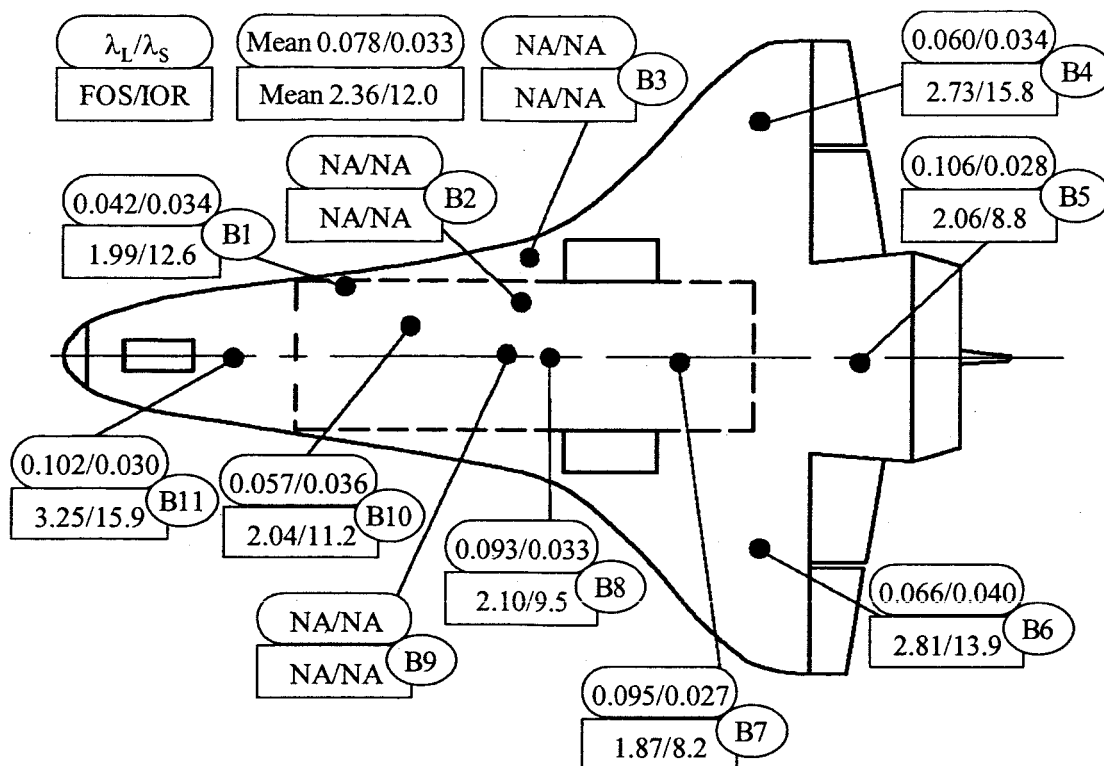 λL/λS
FOS/IOR
Mean 0.078/0.033
Mean 2.36/12.0
NA/NA
NA/NA
B3
0.060/0.034
2.73/15.8
B4
NA/NA
NA/NA
B2
0.042/0.034
1.99/12.6
B1
0.106/0.028
2.06/8.8
B5
0.102/0.030
3.25/15.9
B11
0.057/0.036
2.04/11.2
B10
0.093/0.033
2.10/9.5
B8
0.066/0.040
2.81/13.9
B6
NA/NA
NA/NA
B9
0.095/0.027
1.87/8.2
B7